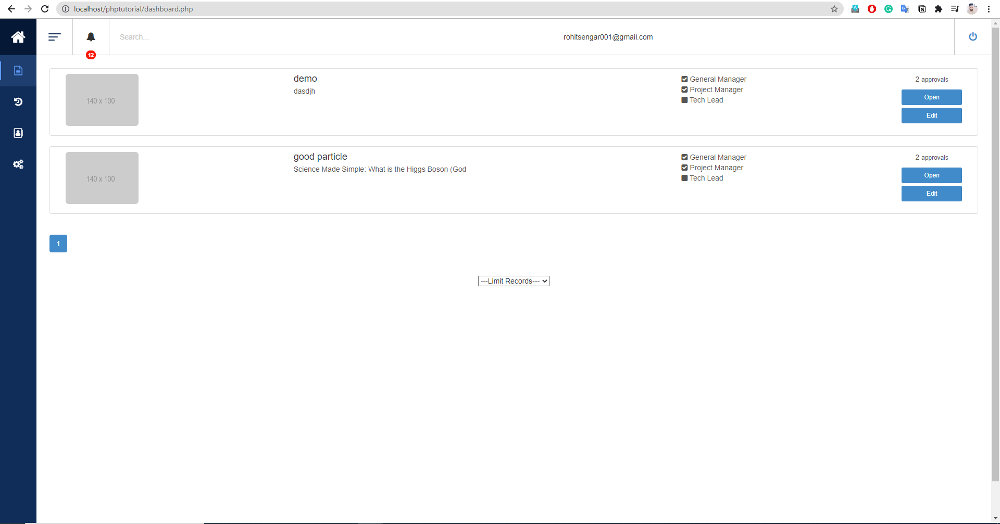 localhost/phptutorial/dashboard.php
Search...
rohitsengar001@gmail.com
12
140 x 100
demo
dasdjh
General Manager
Project Manager
Tech Lead
2 approvals
Open
Edit
140 x 100
good particle
Science Made Simple: What is the Higgs Boson (God
General Manager
Project Manager
Tech Lead
2 approvals
Open
Edit
1
---Limit Records---